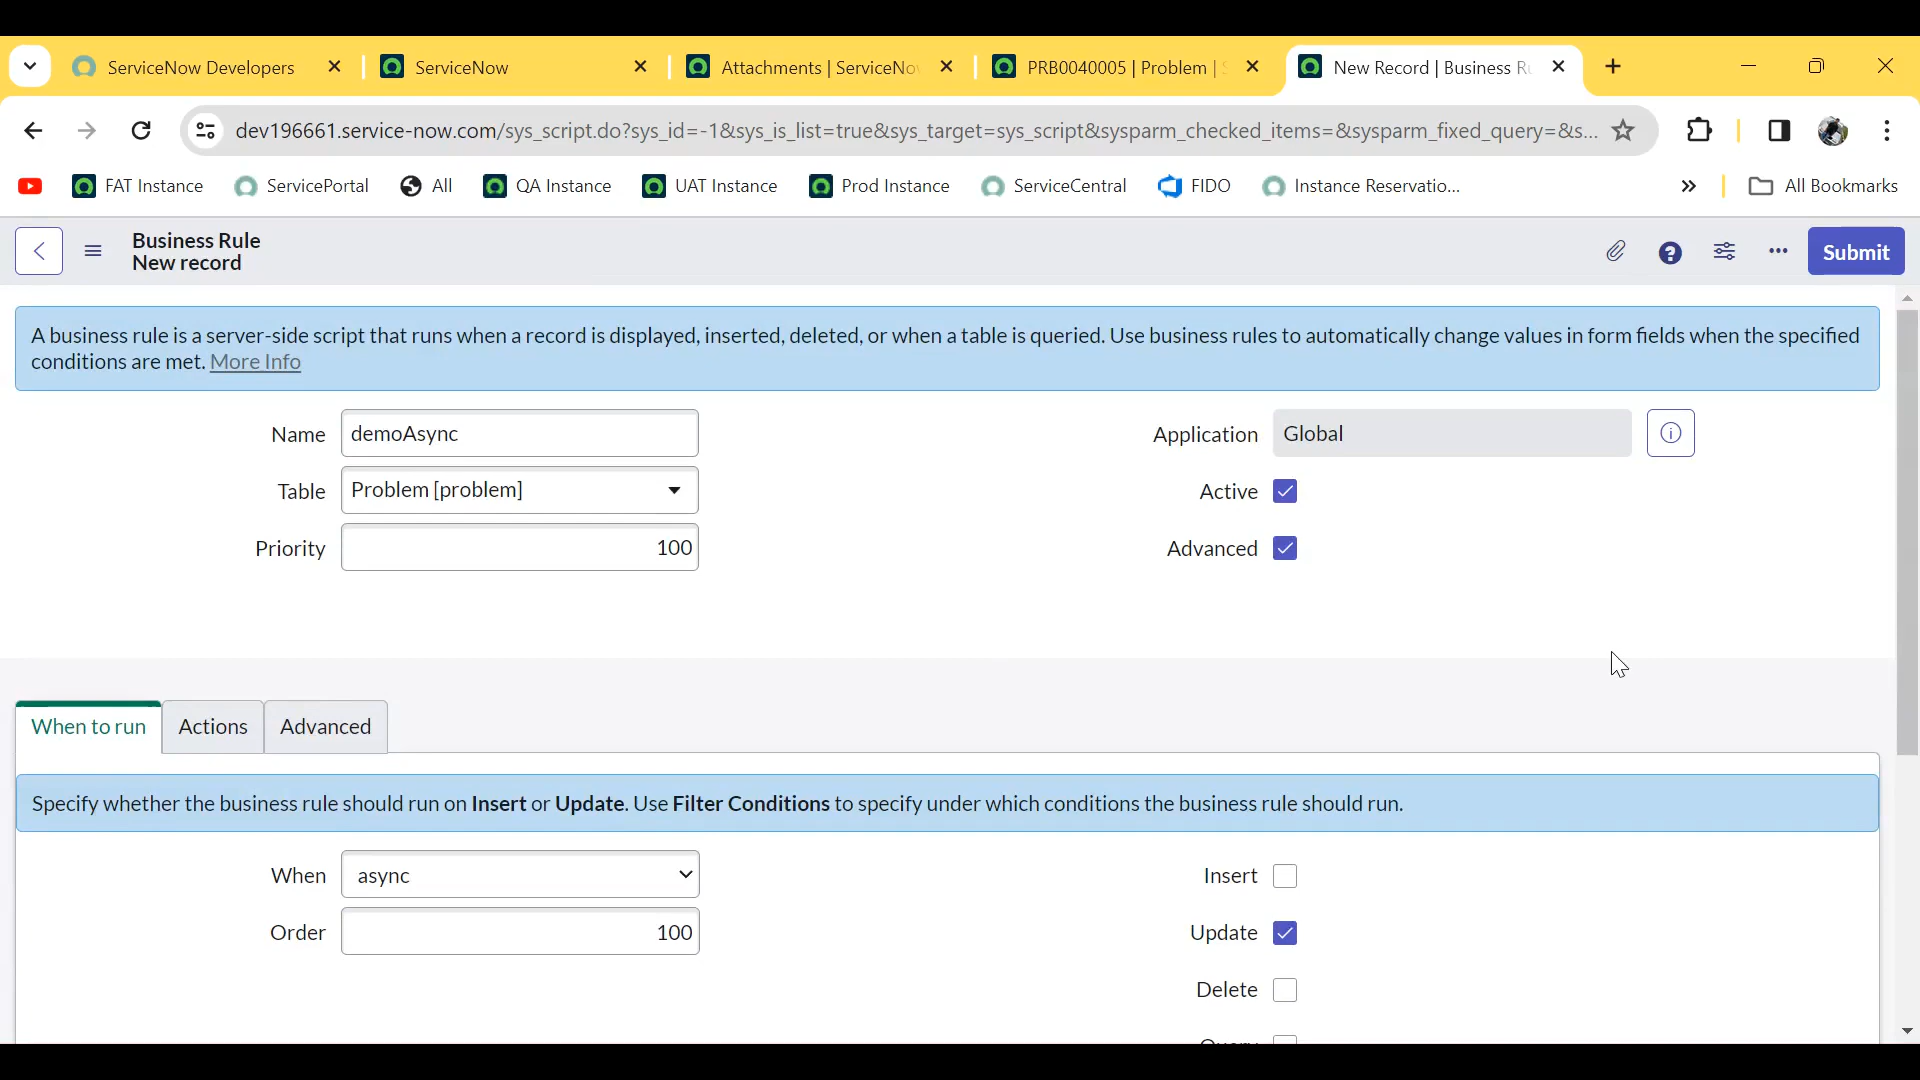 ServiceNow Developers
ServiceNow
Attachments | ServiceNo
PRB0040005 | Problem |
New Record | Business R
dev196661.service-now.com/sys_script.do?sys_id=-1&sys_is_list=true&sys_target=sys_script&sysparm_checked_items=&sysparm_fixed_query=&s...
FAT Instance
ServicePortal
All
QA Instance
UAT Instance
Prod Instance
ServiceCentral
FIDO
Instance Reservatio...
All Bookmarks
Business Rule
New record
Submit
A business rule is a server-side script that runs when a record is displayed, inserted, deleted, or when a table is queried. Use business rules to automatically change values in form fields when the specified
conditions are met. More Info
Name demoAsync
Application Global
Table Problem [problem]
Active
Priority 100
Advanced
When to run
Actions
Advanced
Specify whether the business rule should run on Insert or Update. Use Filter Conditions to specify under which conditions the business rule should run.
When async
Insert
Order 100
Update
Delete